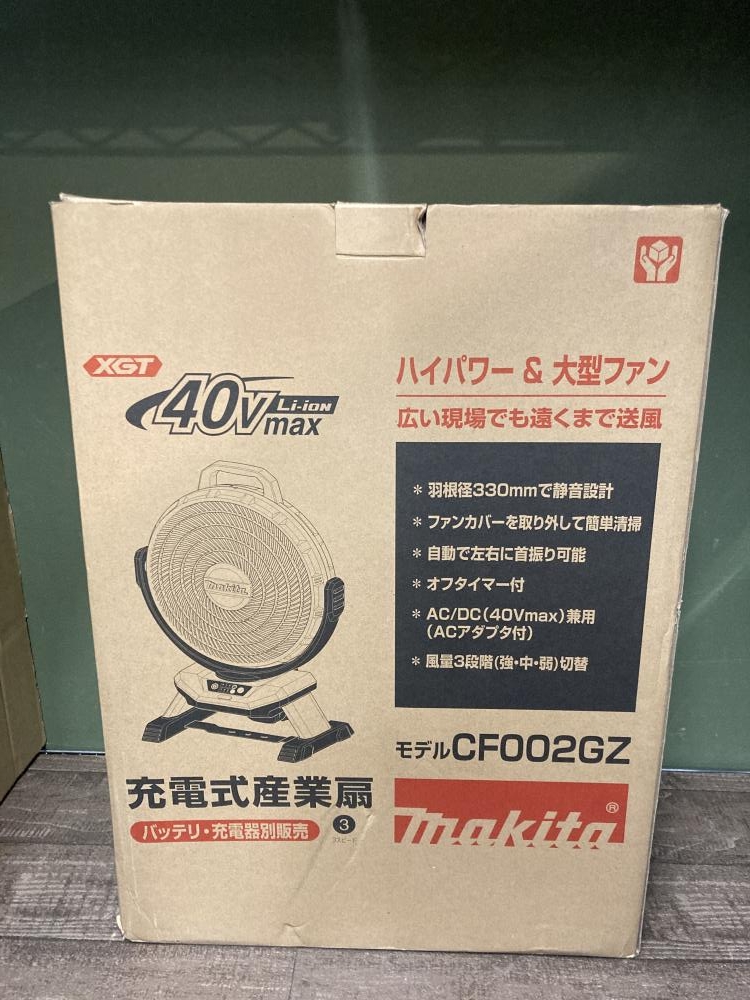 XGT
40Vmax Li-ion
ハイパワー & 大型ファン
広い現場でも遠くまで送風
* 羽根径330mmで静音設計
* ファンカバーを取り外して簡単清掃
* 自動で左右に首振り可能
* オフタイマー付
* AC/DC(40Vmax)兼用
(ACアダプタ付)
* 風量3段階(強・中・弱)切替
makita
モデルCF002GZ
充電式産業扇
バッテリ・充電器別販売
3
スピード
makita®